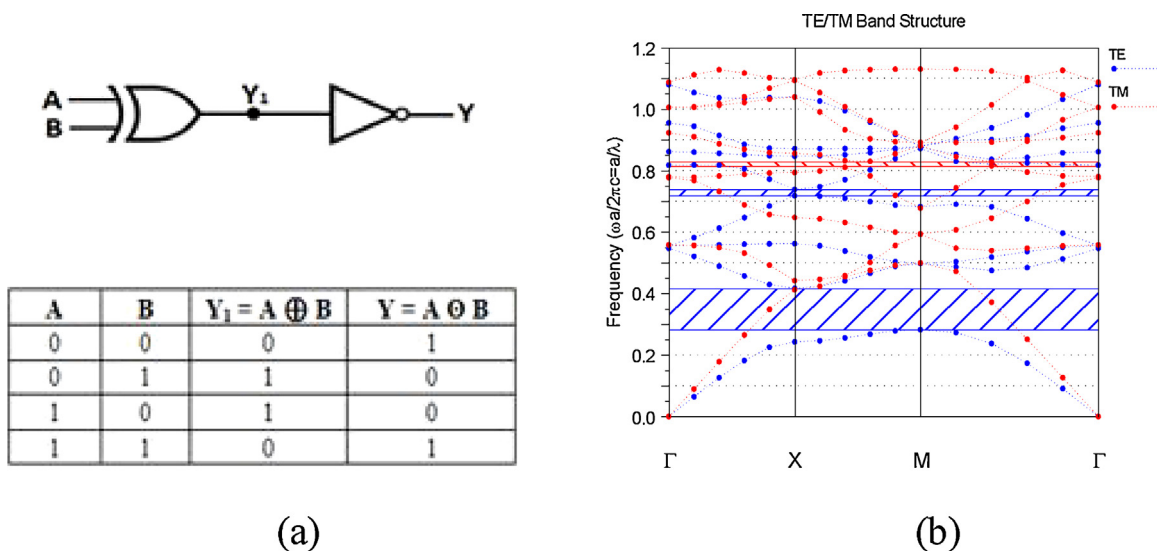 A
B
Y₁
Y
A B Y₁ = A ⊕ B Y = A ʘ B
0 0 0 1
0 1 1 0
1 0 1 0
1 1 0 1
(a)
TE/TM Band Structure
TE
TM
Frequency (ωa/2πc=a/λ)
1.2
1.0
0.8
0.6
0.4
0.2
0.0
Γ X M Γ
(b)